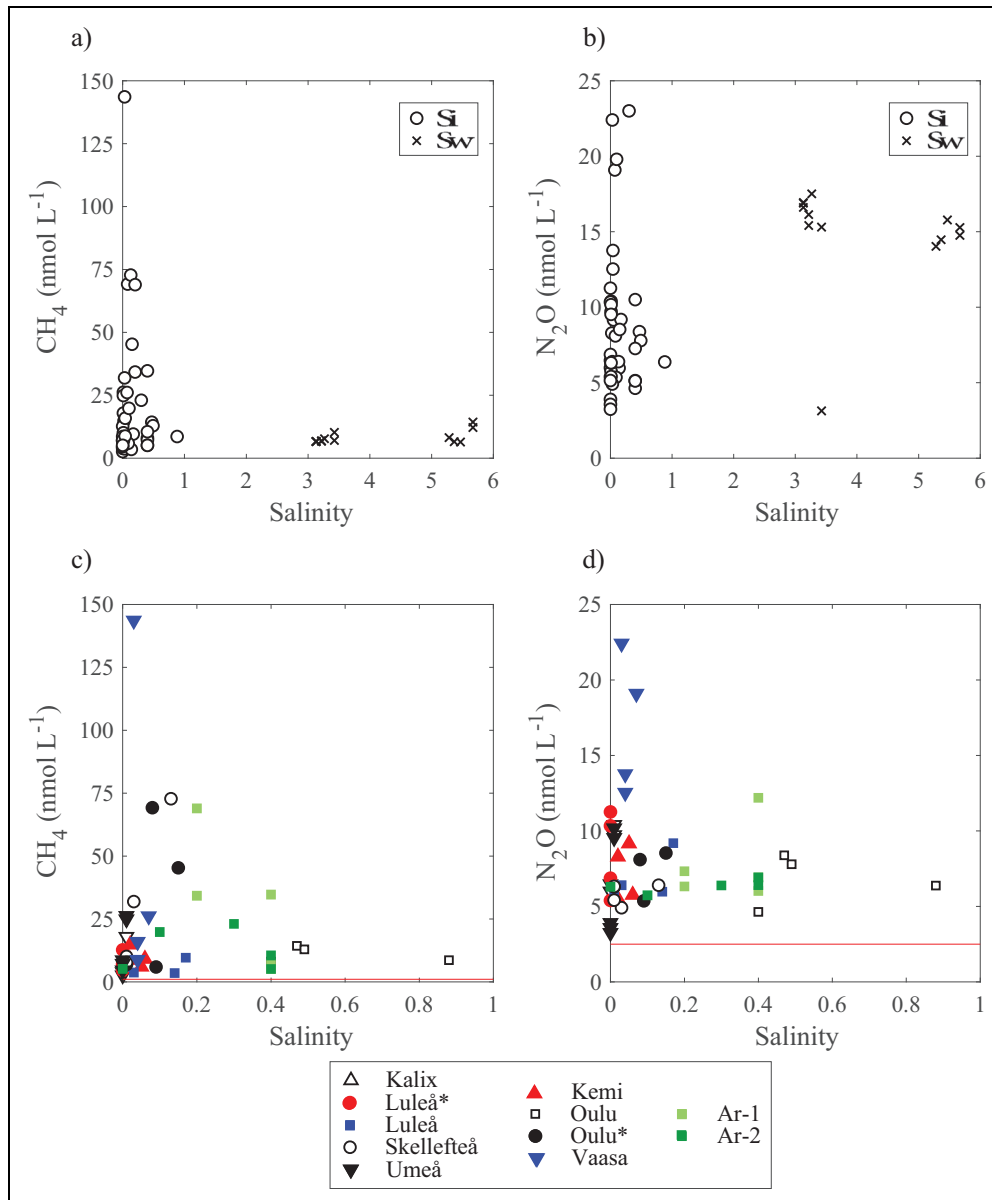 a)
150
125
100
75
50
25
0
CH4 (nmol L-1)
0 1 2 3 4 5 6
Salinity
Si
Sw
b)
25
20
15
10
5
0
N2O (nmol L-1)
0 1 2 3 4 5 6
Salinity
Si
Sw
c)
150
125
100
75
50
25
0
CH4 (nmol L-1)
0 0.2 0.4 0.6 0.8 1
Salinity
d)
25
20
15
10
5
0
N2O (nmol L-1)
0 0.2 0.4 0.6 0.8 1
Salinity
Kalix
Luleå*
Luleå
Skellefteå
Umeå
Kemi
Oulu
Oulu*
Vaasa
Ar-1
Ar-2